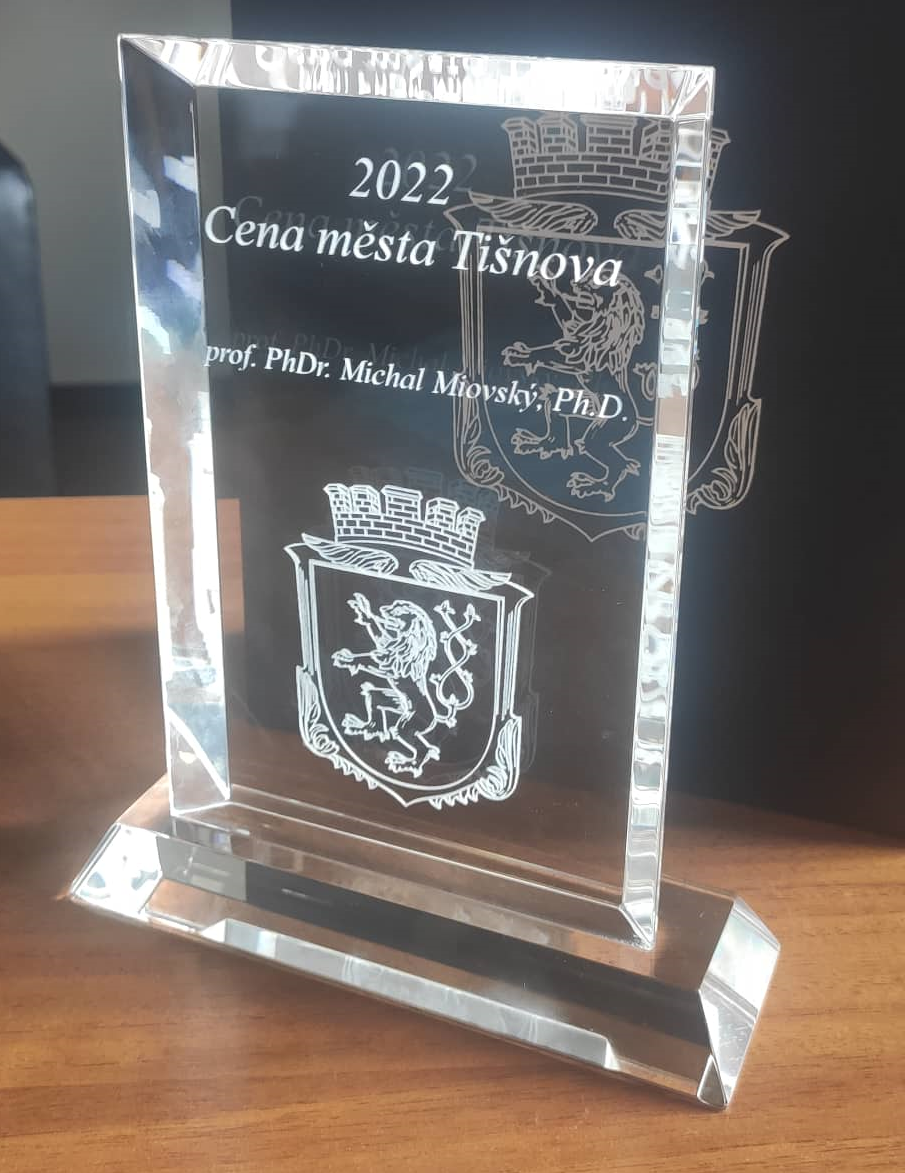 2022
Cena města Tišnova
prof. PhDr. Michal Miovský, Ph.D.